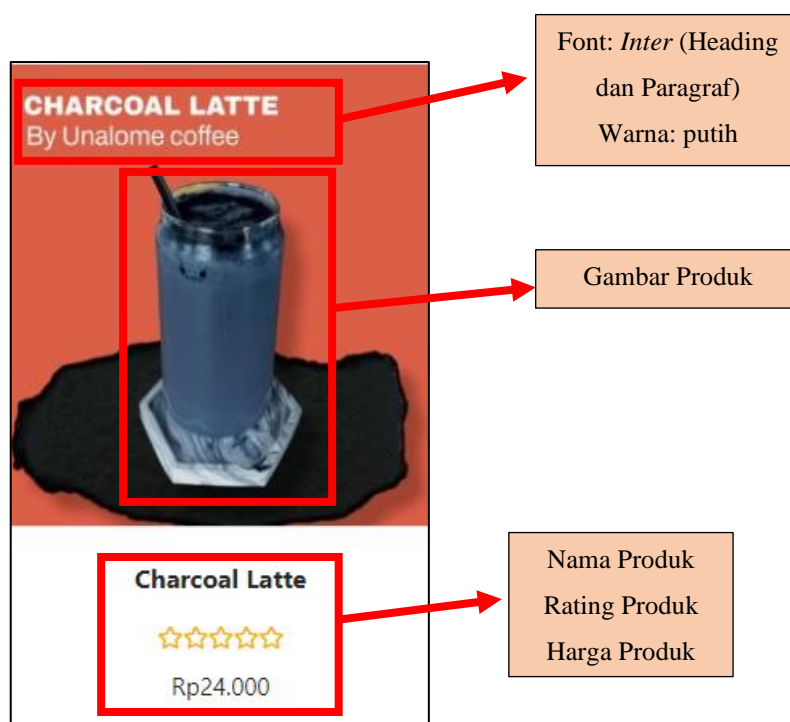 CHARCOAL LATTE
By Unalome coffee
Font: Inter (Heading
dan Paragraf)
Warna: putih
Gambar Produk
Charcoal Latte
Rp24.000
Nama Produk
Rating Produk
Harga Produk